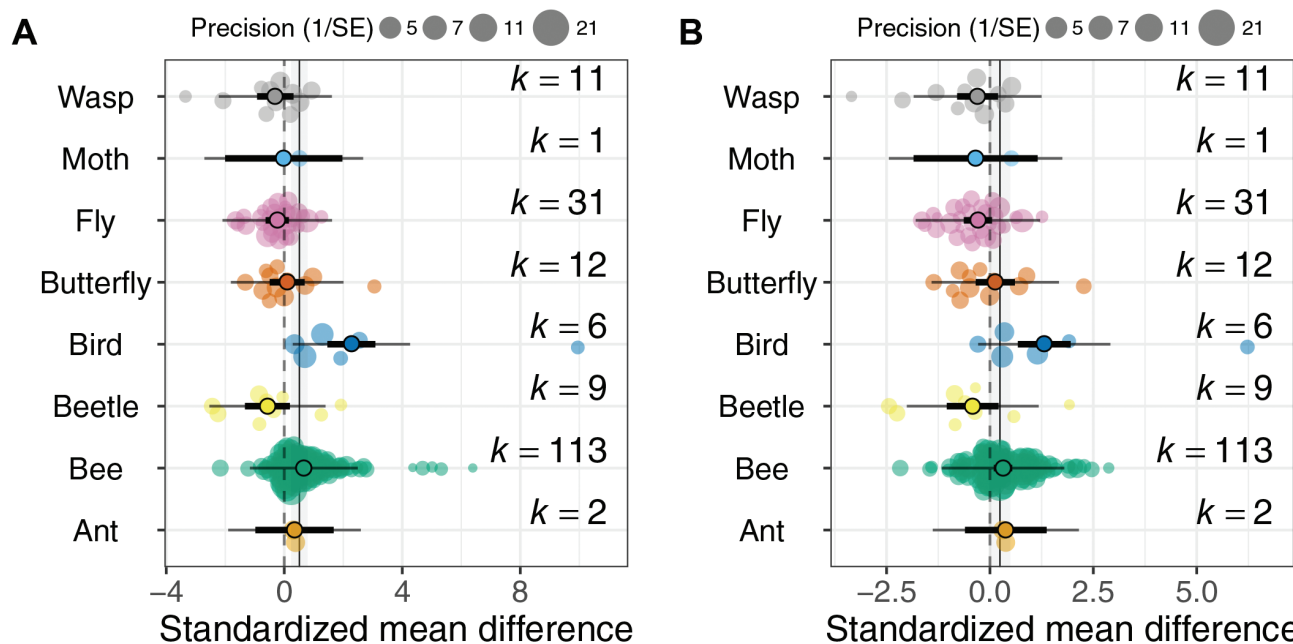 A
Precision (1/SE) 5 7 11 21
Wasp k = 11
Moth k = 1
Fly k = 31
Butterfly k = 12
Bird k = 6
Beetle k = 9
Bee k = 113
Ant k = 2
−4 0 4 8
Standardized mean difference
B
Precision (1/SE) 5 7 11 21
Wasp k = 11
Moth k = 1
Fly k = 31
Butterfly k = 12
Bird k = 6
Beetle k = 9
Bee k = 113
Ant k = 2
−2.5 0.0 2.5 5.0
Standardized mean difference